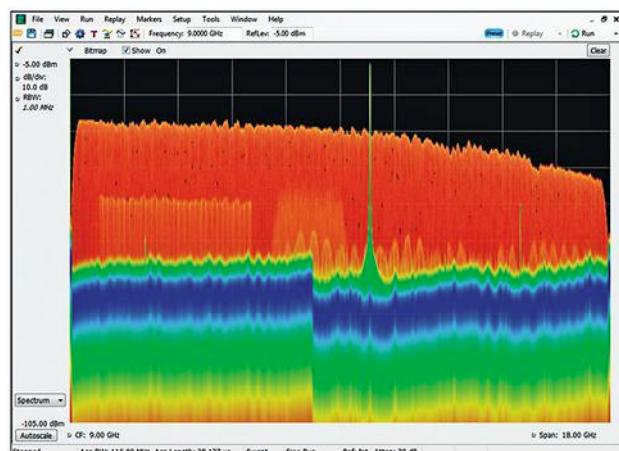 File View Run Replay Markers Setup Tools Window Help
Frequency: 9.0000 GHz RefLev: -5.00 dBm Preset Replay Run
Bitmap Show On Clear
-5.00 dBm
dB/div:
10.0 dB
RBW:
1.00 MHz
Spectrum
-105.00 dBm
Autoscale CF: 9.00 GHz Span: 18.00 GHz